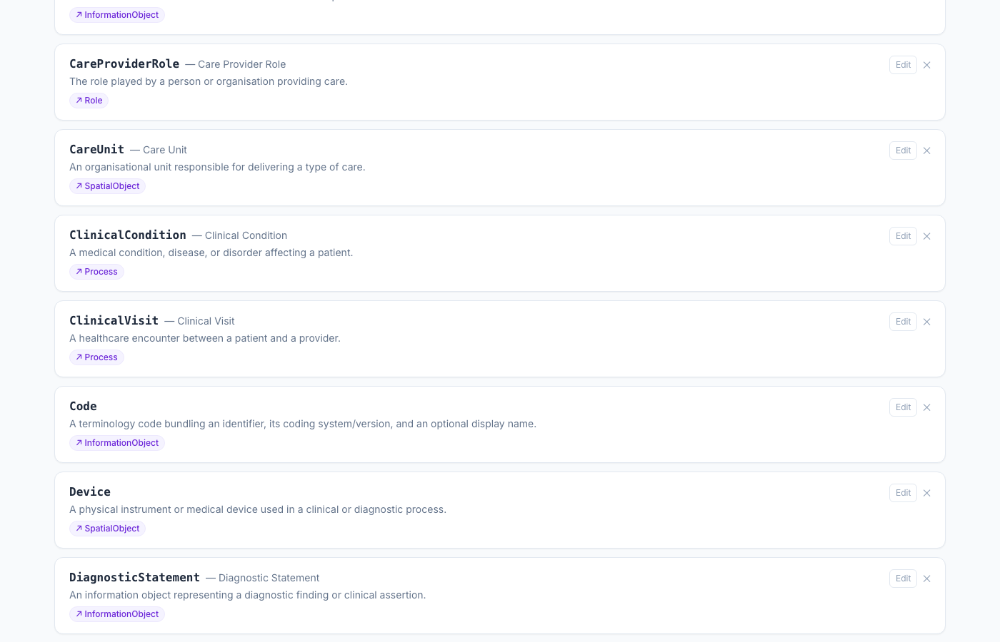 ↗ InformationObject
CareProviderRole — Care Provider Role
Edit ×
The role played by a person or organisation providing care.
↗ Role
CareUnit — Care Unit
Edit ×
An organisational unit responsible for delivering a type of care.
↗ SpatialObject
ClinicalCondition — Clinical Condition
Edit ×
A medical condition, disease, or disorder affecting a patient.
↗ Process
ClinicalVisit — Clinical Visit
Edit ×
A healthcare encounter between a patient and a provider.
↗ Process
Code
Edit ×
A terminology code bundling an identifier, its coding system/version, and an optional display name.
↗ InformationObject
Device
Edit ×
A physical instrument or medical device used in a clinical or diagnostic process.
↗ SpatialObject
DiagnosticStatement — Diagnostic Statement
Edit ×
An information object representing a diagnostic finding or clinical assertion.
↗ InformationObject